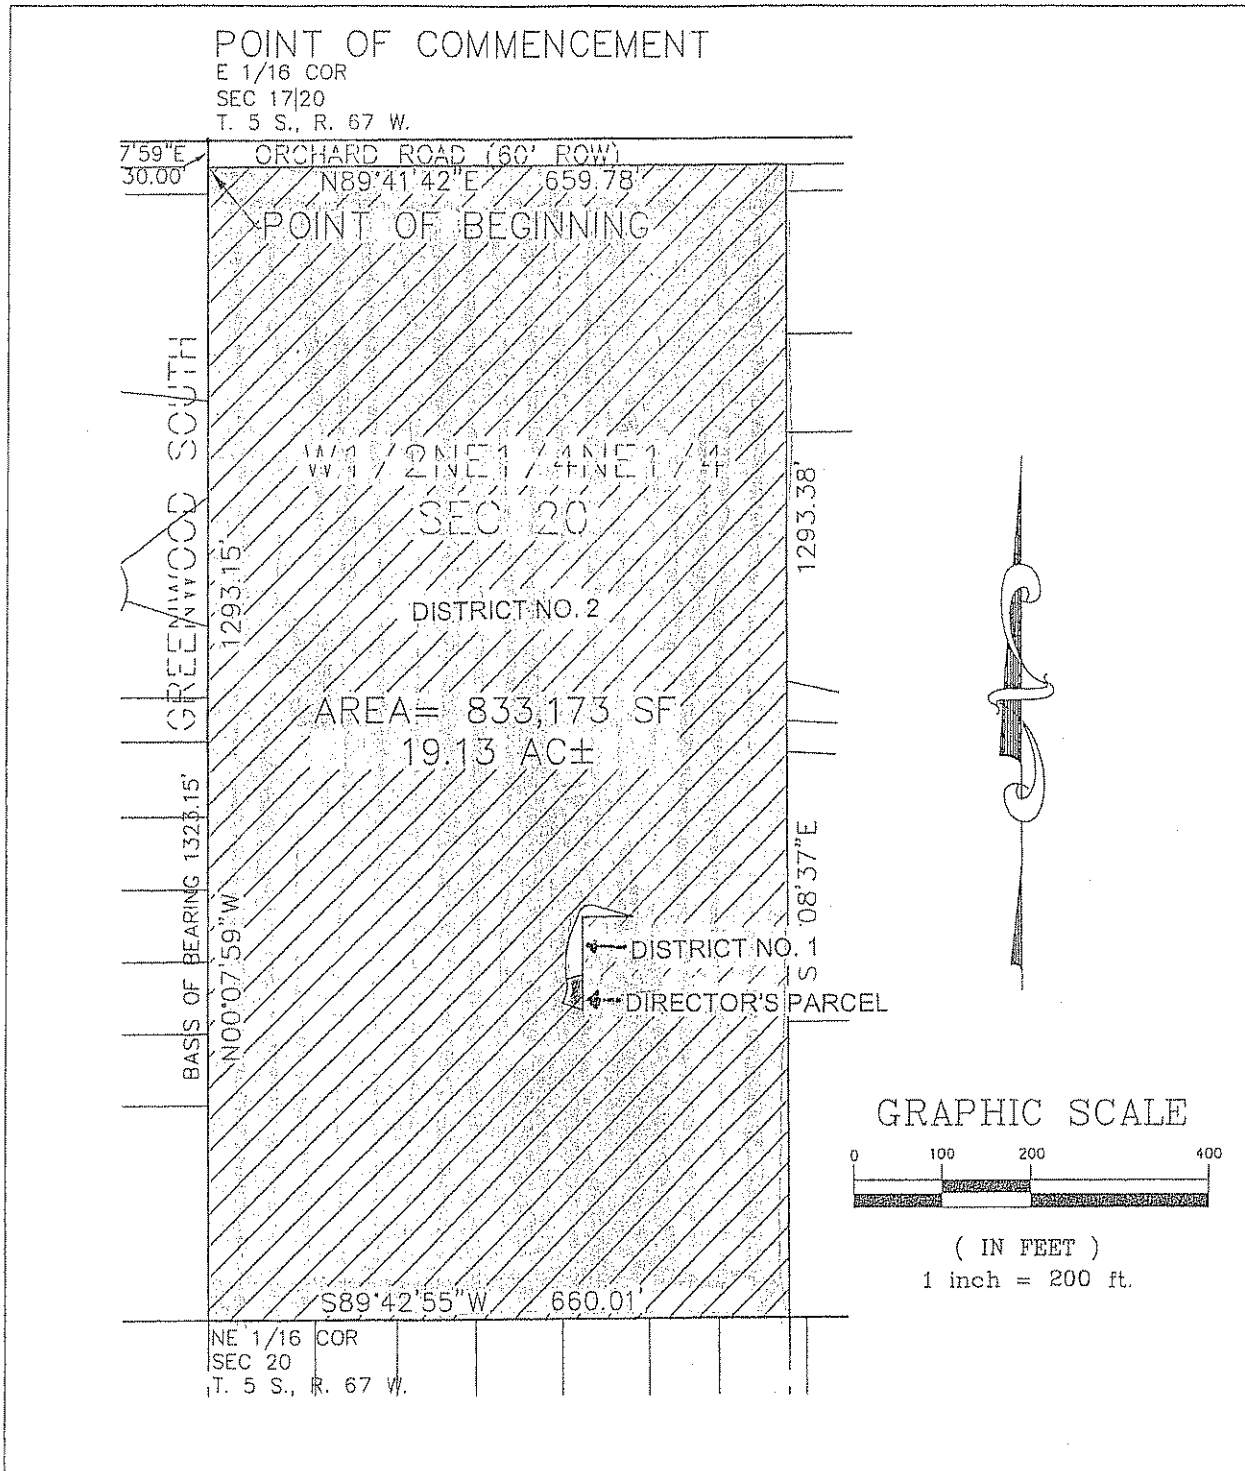 POINT OF COMMENCEMENT
E 1/16 COR
SEC 17|20
T. 5 S., R. 67 W.
7'59"E
30.00'
ORCHARD ROAD (60' ROW)
N89°41'42"E 659.78'
POINT OF BEGINNING
GREENWOOD SOUTH
W1/2NE1/4NE1/4
SEC 20
1293.15'
1293.38'
DISTRICT NO. 2
AREA= 833,173 SF
19.13 AC±
BASIS OF BEARING 1323.15'
N00°07'59"W
S 08'37"E
DISTRICT NO. 1
DIRECTOR'S PARCEL
GRAPHIC SCALE
0 100 200 400
( IN FEET )
1 inch = 200 ft.
S89°42'55"W 660.01'
NE 1/16 COR
SEC 20
T. 5 S., R. 67 W.